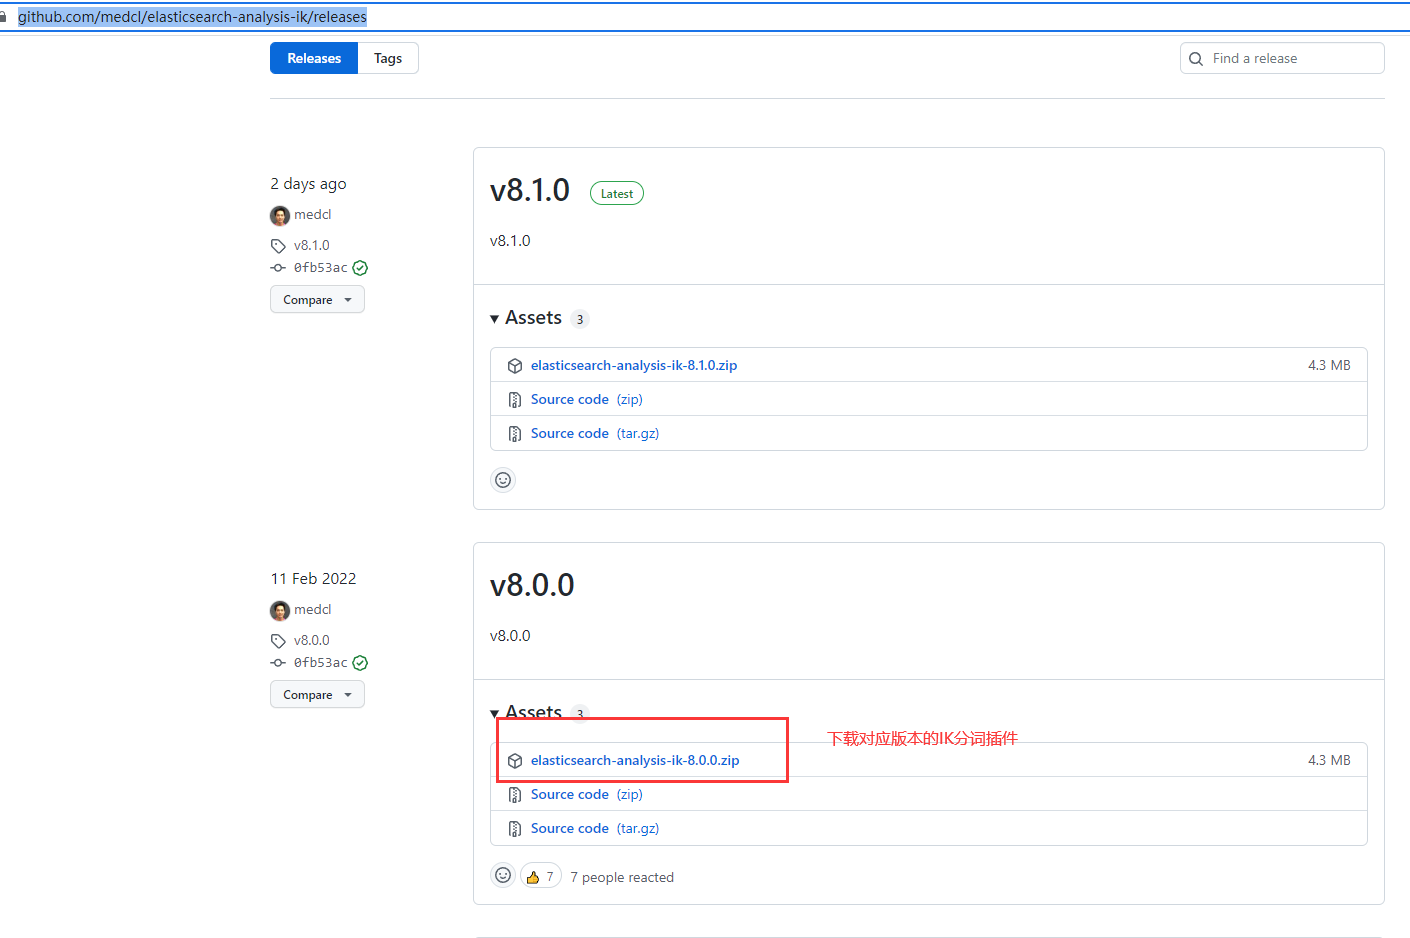 github.com/medcl/elasticsearch-analysis-ik/releases
Releases
Tags
Find a release
2 days ago
medcl
v8.1.0
0fb53ac
Compare
v8.1.0
Latest
v8.1.0
Assets 3
elasticsearch-analysis-ik-8.1.0.zip
4.3 MB
Source code (zip)
Source code (tar.gz)
11 Feb 2022
medcl
v8.0.0
0fb53ac
Compare
v8.0.0
v8.0.0
Assets 3
下载对应版本的IK分词插件
elasticsearch-analysis-ik-8.0.0.zip
4.3 MB
Source code (zip)
Source code (tar.gz)
7
7 people reacted